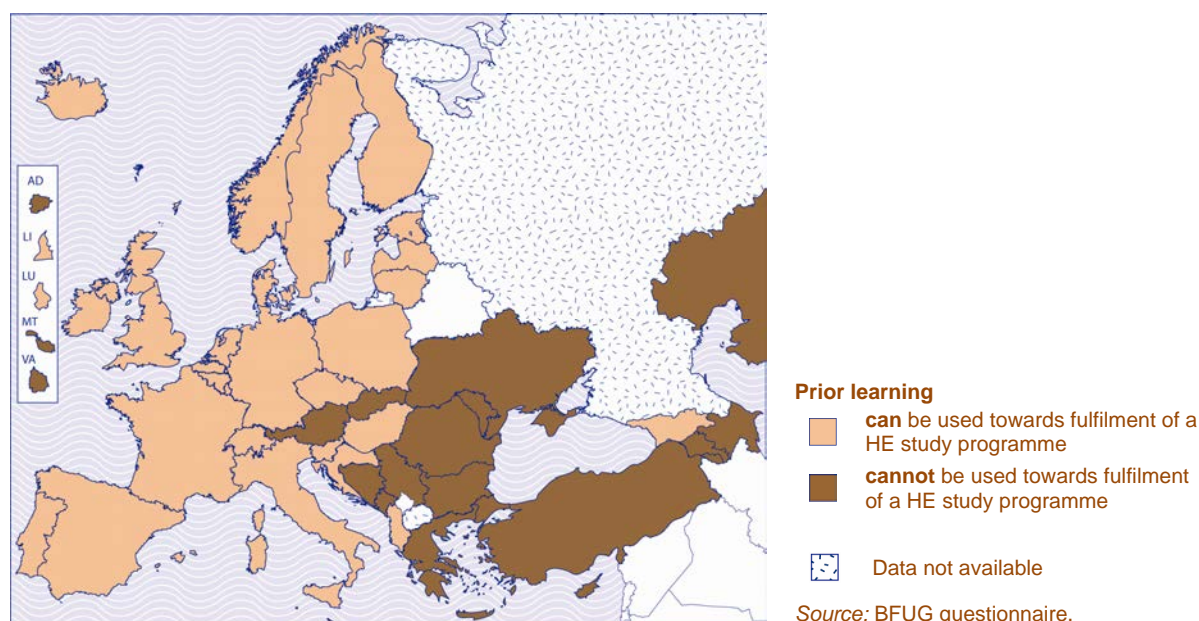 AD
LI
LU
MT
VA
Prior learning
can be used towards fulfilment of a
HE study programme
cannot be used towards fulfilment
of a HE study programme
Data not available
Source: BFUG questionnaire.